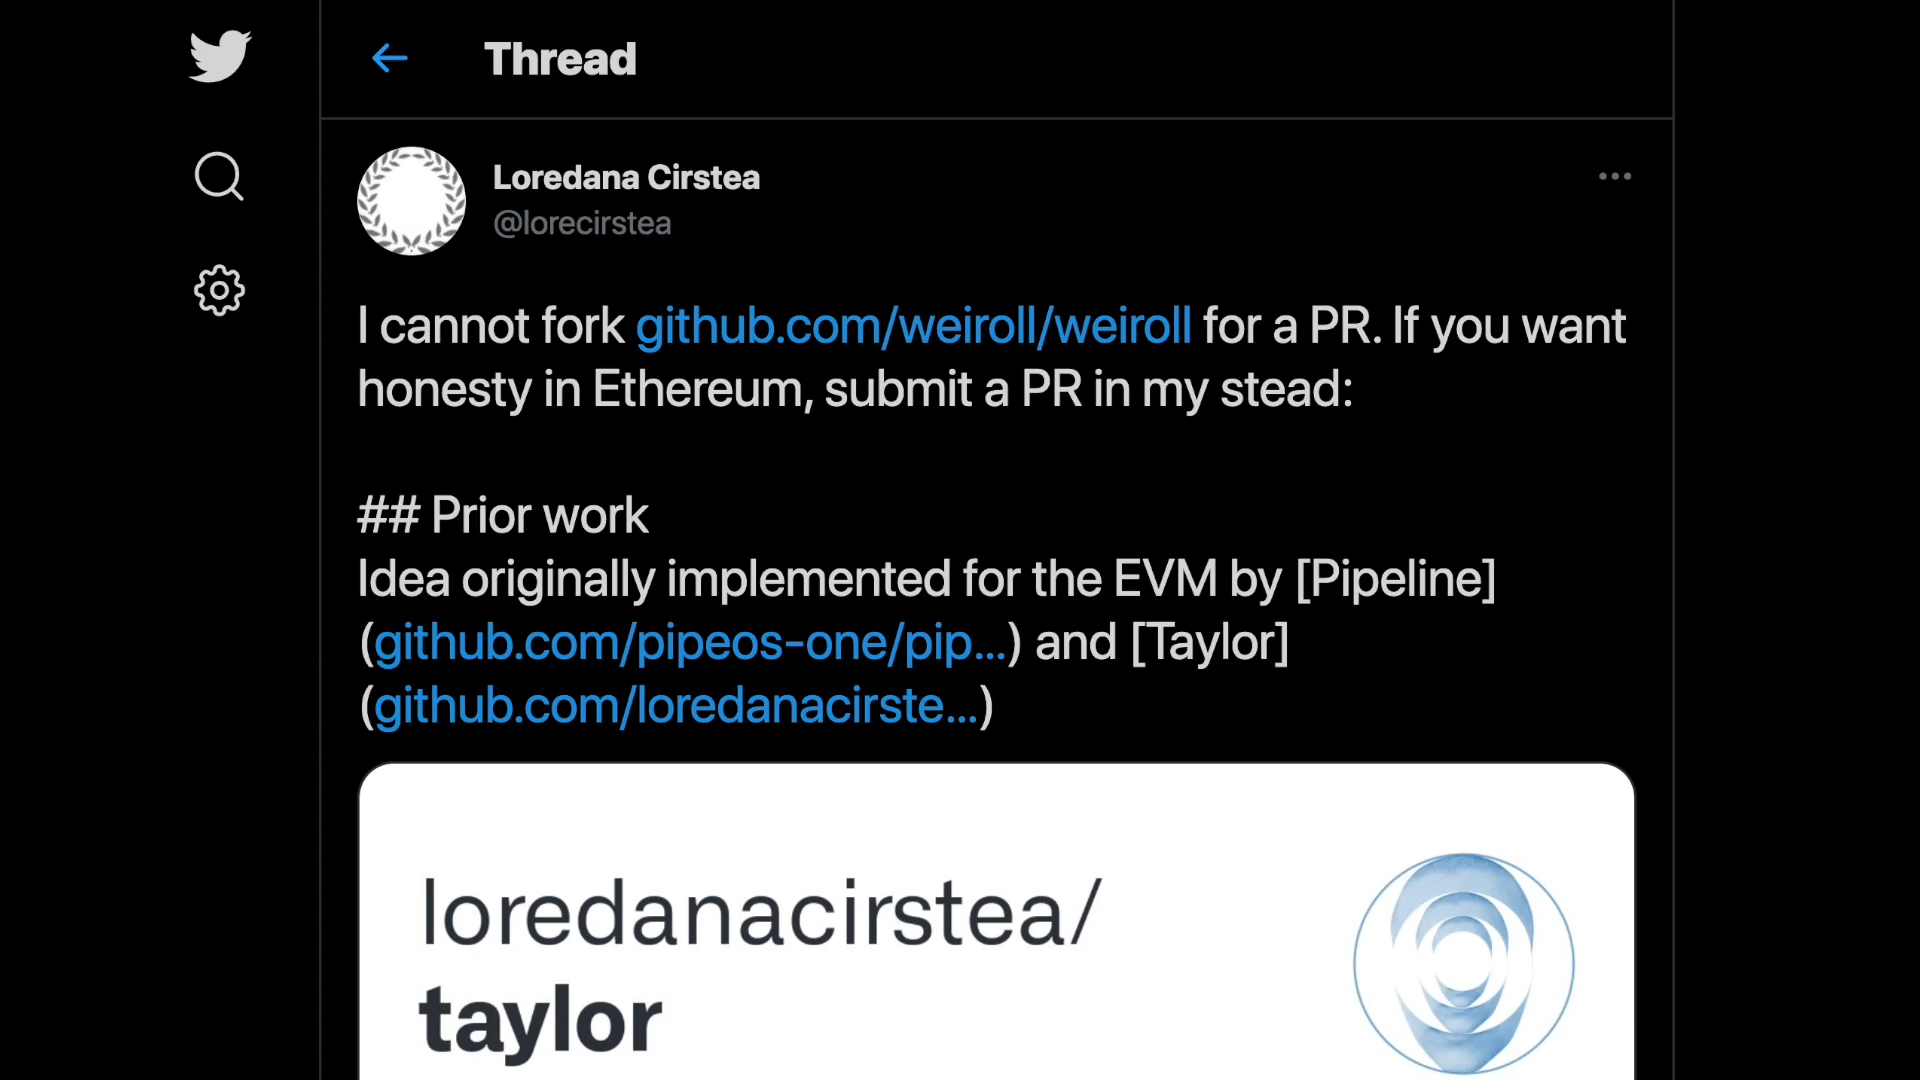 Thread
Loredana Cirstea
@lorecirstea
I cannot fork github.com/weiroll/weiroll for a PR. If you want
honesty in Ethereum, submit a PR in my stead:
## Prior work
Idea originally implemented for the EVM by [Pipeline]
(github.com/pipeos-one/pip...) and [Taylor]
(github.com/loredanacirste...)
loredanacirstea/
taylor